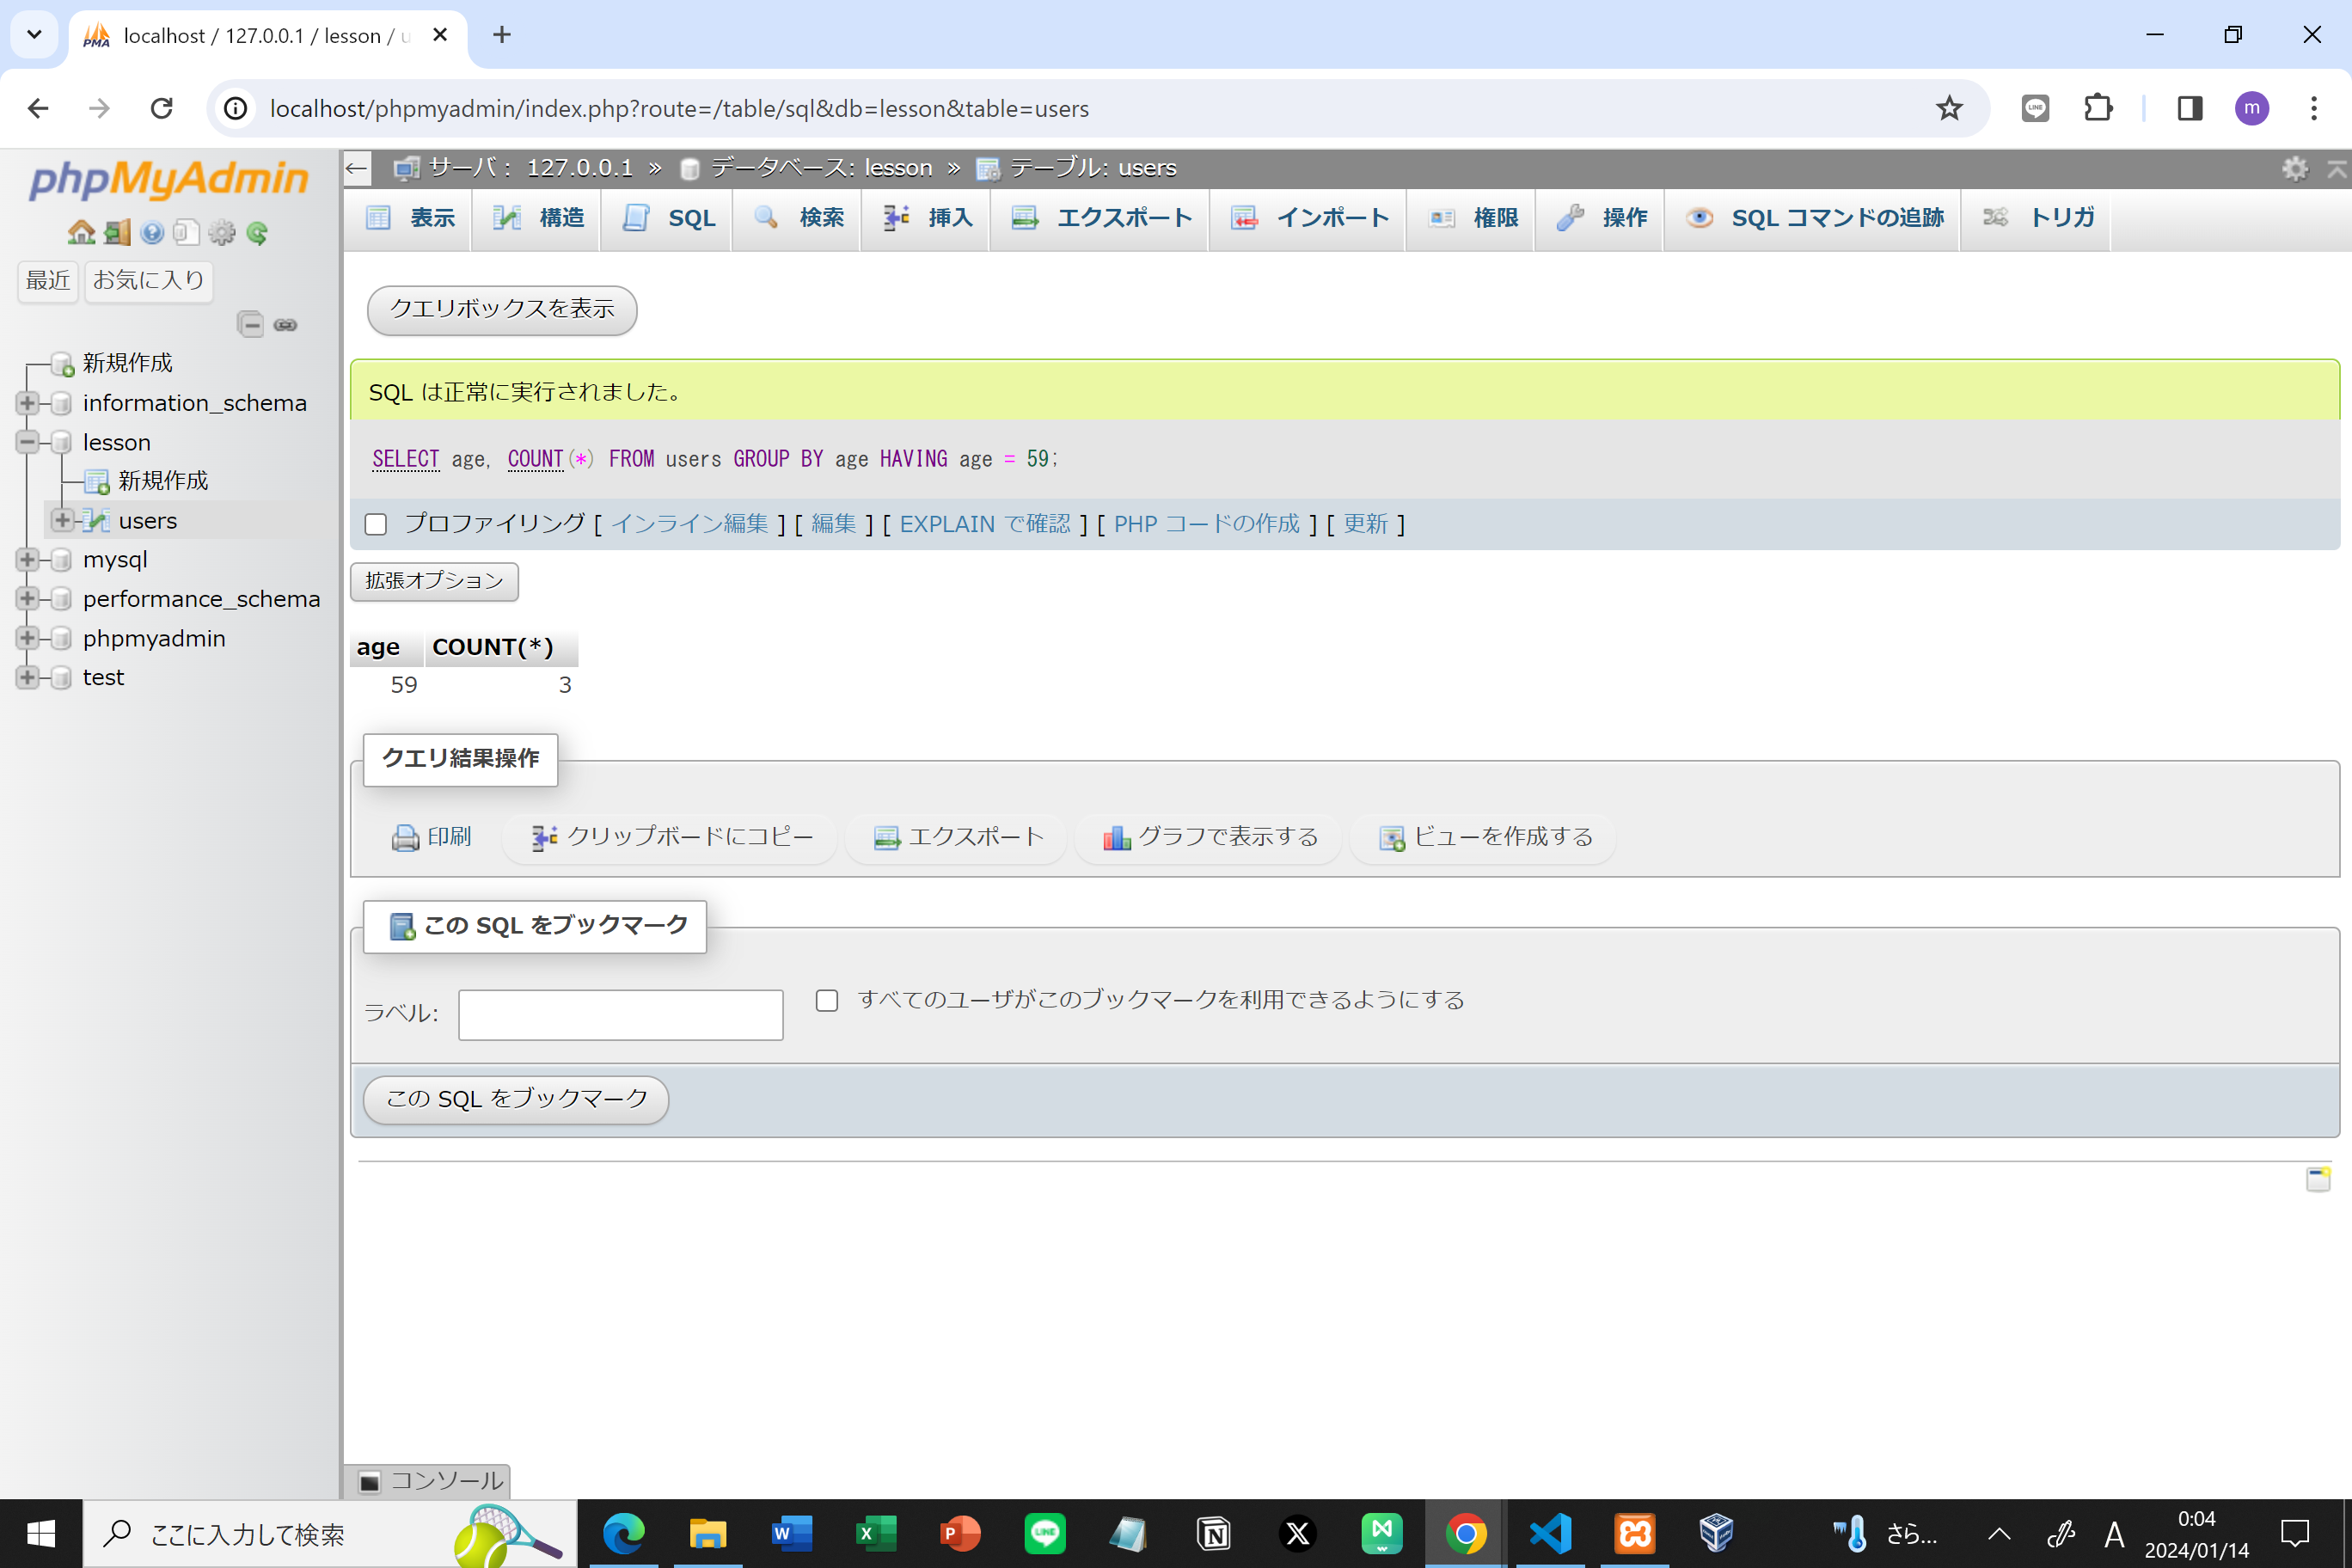 localhost / 127.0.0.1 / lesson /
localhost/phpmyadmin/index.php?route=/table/sql&db=lesson&table=users
m
phpMyAdmin
最近 お気に入り
新規作成
information_schema
lesson
新規作成
users
mysql
performance_schema
phpmyadmin
test
サーバ : 127.0.0.1 » データベース: lesson » テーブル: users
表示 構造 SQL 検索 挿入 エクスポート インポート 権限 操作 SQL コマンドの追跡 トリガ
クエリボックスを表示
SQL は正常に実行されました。
SELECT age, COUNT(*) FROM users GROUP BY age HAVING age = 59;
プロファイリング [ インライン編集 ] [ 編集 ] [ EXPLAIN で確認 ] [ PHP コードの作成 ] [ 更新 ]
拡張オプション
age COUNT(*)
59 3
クエリ結果操作
印刷 クリップボードにコピー エクスポート グラフで表示する ビューを作成する
この SQL をブックマーク
ラベル: すべてのユーザがこのブックマークを利用できるようにする
この SQL をブックマーク
コンソール
ここに入力して検索
さら...
A
0:04
2024/01/14